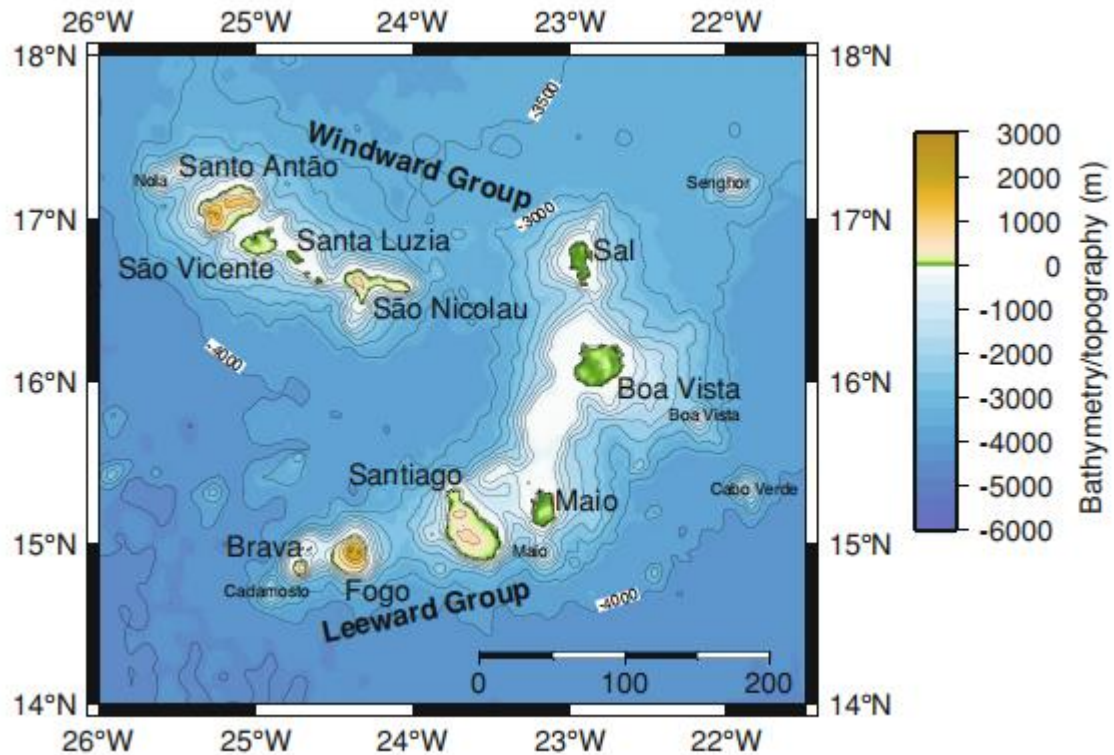 26°W 25°W 24°W 23°W 22°W
18°N 18°N
-3500
Windward Group
3000
2000
1000
0
-1000
-2000
-3000
-4000
-5000
-6000
Bathymetry/topography (m)
Santo Antão
Nola
Senghor
17°N 17°N
-3000
Santa Luzia
Sal
São Vicente
São Nicolau
-4000
16°N 16°N
Boa Vista
Boa Vista
Santiago
Cabo Verde
Maio
15°N 15°N
Brava
Maio
Cadamosto
Fogo
Leeward Group
-4000
0 100 200
14°N 14°N
26°W 25°W 24°W 23°W 22°W